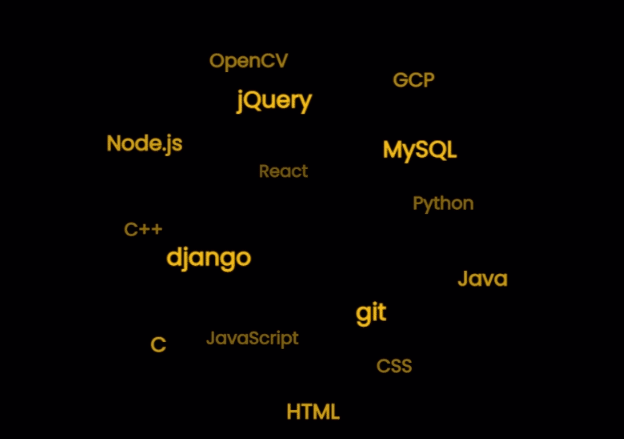 OpenCV
GCP
jQuery
Node.js
MySQL
React
Python
C++
django
Java
git
JavaScript
C
CSS
HTML